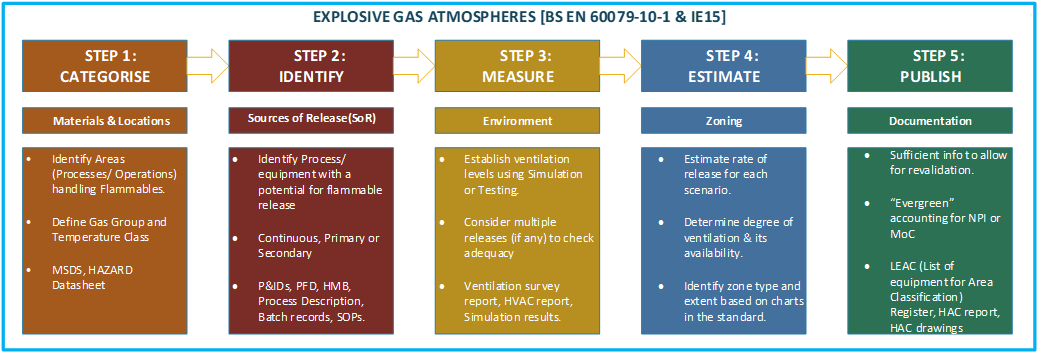 EXPLOSIVE GAS ATMOSPHERES [BS EN 60079-10-1 & IE15]
STEP 1:
CATEGORISE
STEP 2:
IDENTIFY
STEP 3:
MEASURE
STEP 4:
ESTIMATE
STEP 5:
PUBLISH
Materials & Locations
Sources of Release(SoR)
Environment
Zoning
Documentation
• Identify Areas
(Processes/ Operations)
handling Flammables.
• Define Gas Group and
Temperature Class
• MSDS, HAZARD
Datasheet
• Identify Process/
equipment with a
potential for flammable
release
• Continuous, Primary or
Secondary
• P&IDs, PFD, HMB,
Process Description,
Batch records, SOPs.
• Establish ventilation
levels using Simulation
or Testing.
• Consider multiple
releases (if any) to check
adequacy
• Ventilation survey
report, HVAC report,
Simulation results.
• Estimate rate of
release for each
scenario.
• Determine degree of
ventilation & its
availability.
• Identify zone type and
extent based on charts
in the standard.
• Sufficient info to allow
for revalidation.
• “Evergreen”
accounting for NPI or
MoC
• LEAC (List of
equipment for Area
Classification)
Register, HAC report,
HAC drawings